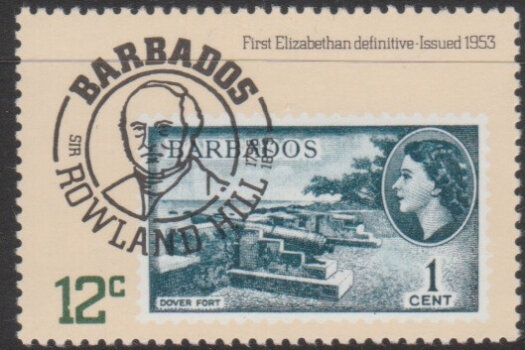 First Elizabethan definitive-Issued 1953
BARBADOS
SIR
ROWLAND HILL
BARBADOS
1
CENT
DOVER FORT
12c